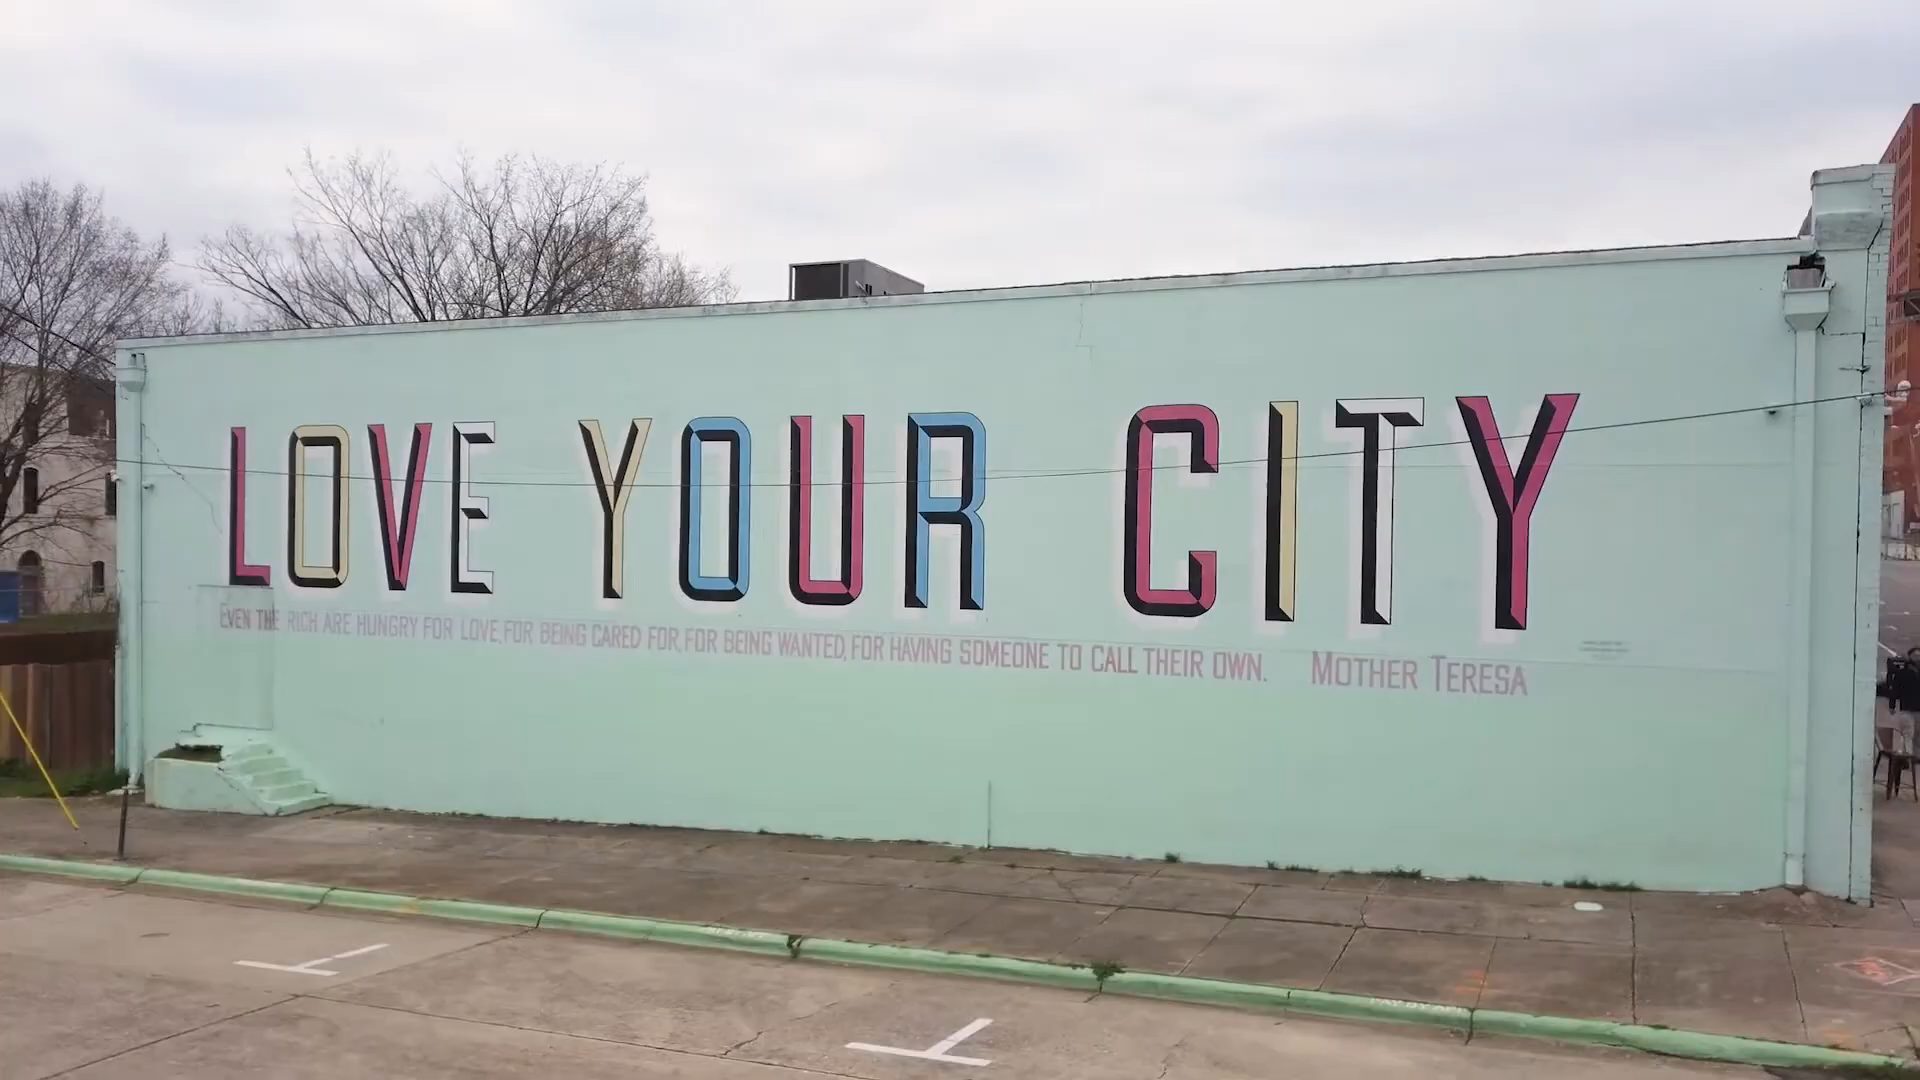 LOVE YOUR CITY
EVEN THE RICH ARE HUNGRY FOR LOVE, FOR BEING CARED FOR, FOR BEING WANTED, FOR HAVING SOMEONE TO CALL THEIR OWN. MOTHER TERESA